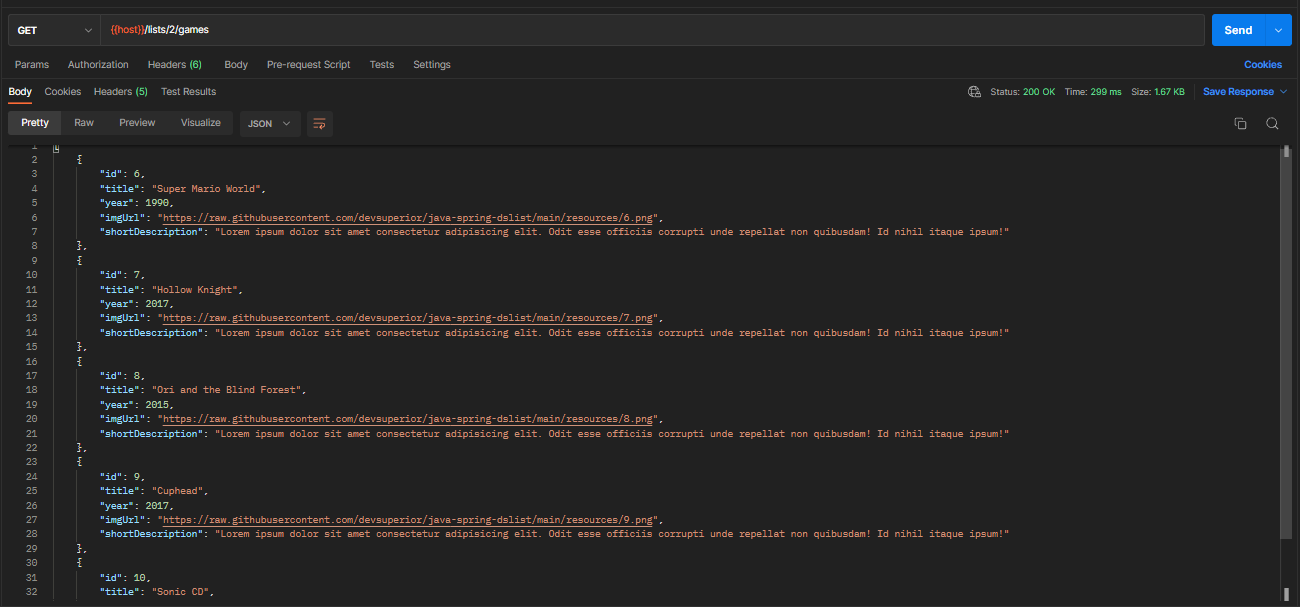 GET {{host}}/lists/2/games Send
Params Authorization Headers (6) Body Pre-request Script Tests Settings Cookies
Body Cookies Headers (5) Test Results Status: 200 OK Time: 299 ms Size: 1.67 KB Save Response
Pretty Raw Preview Visualize JSON
1 [
2 {
3 "id": 6,
4 "title": "Super Mario World",
5 "year": 1990,
6 "imgUrl": "https://raw.githubusercontent.com/devsuperior/java-spring-dslist/main/resources/6.png",
7 "shortDescription": "Lorem ipsum dolor sit amet consectetur adipisicing elit. Odit esse officiis corrupti unde repellat non quibusdam! Id nihil itaque ipsum!"
8 },
9 {
10 "id": 7,
11 "title": "Hollow Knight",
12 "year": 2017,
13 "imgUrl": "https://raw.githubusercontent.com/devsuperior/java-spring-dslist/main/resources/7.png",
14 "shortDescription": "Lorem ipsum dolor sit amet consectetur adipisicing elit. Odit esse officiis corrupti unde repellat non quibusdam! Id nihil itaque ipsum!"
15 },
16 {
17 "id": 8,
18 "title": "Ori and the Blind Forest",
19 "year": 2015,
20 "imgUrl": "https://raw.githubusercontent.com/devsuperior/java-spring-dslist/main/resources/8.png",
21 "shortDescription": "Lorem ipsum dolor sit amet consectetur adipisicing elit. Odit esse officiis corrupti unde repellat non quibusdam! Id nihil itaque ipsum!"
22 },
23 {
24 "id": 9,
25 "title": "Cuphead",
26 "year": 2017,
27 "imgUrl": "https://raw.githubusercontent.com/devsuperior/java-spring-dslist/main/resources/9.png",
28 "shortDescription": "Lorem ipsum dolor sit amet consectetur adipisicing elit. Odit esse officiis corrupti unde repellat non quibusdam! Id nihil itaque ipsum!"
29 },
30 {
31 "id": 10,
32 "title": "Sonic CD",